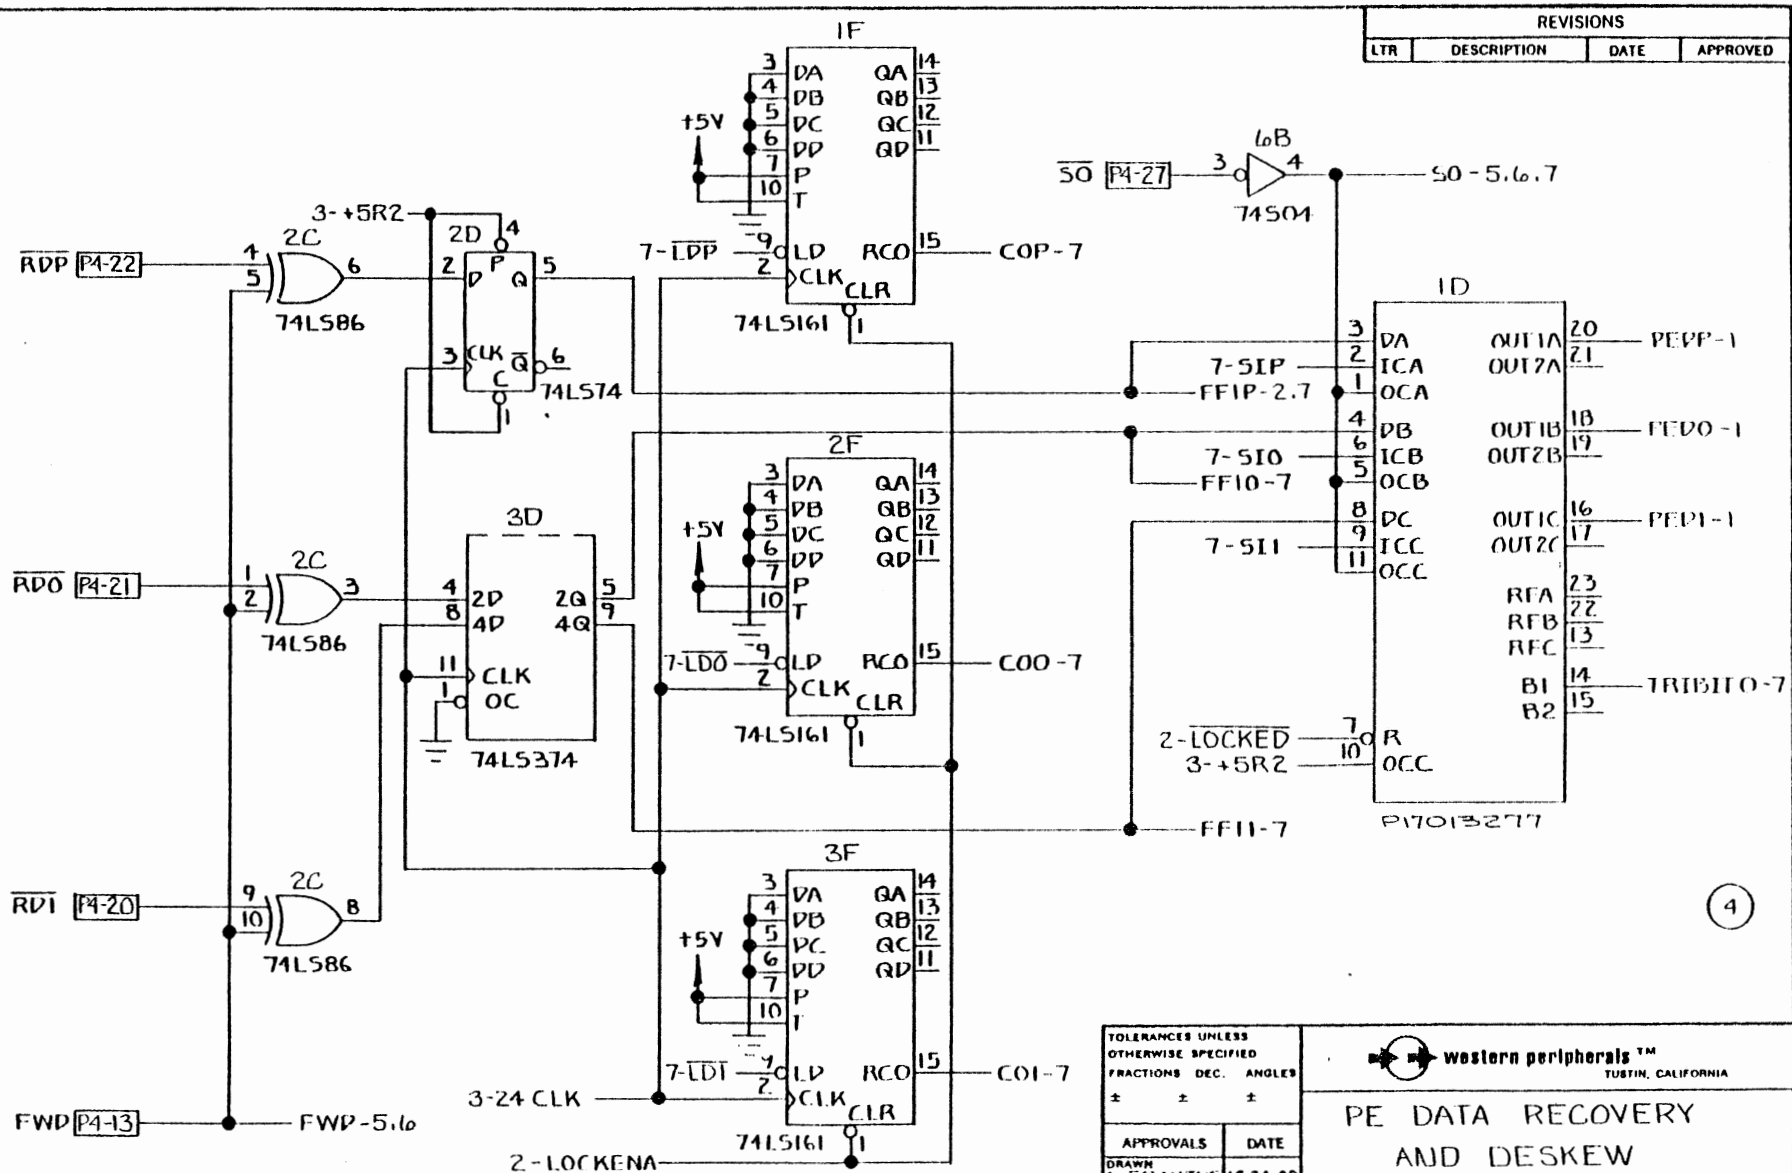 REVISIONS
LTR DESCRIPTION DATE APPROVED
1F
3 DA QA 14
4 DB QB 13
5 DC QC 12
6 DD QD 11
7 P
10 T
+5V
7-LDP 9 LD RCO 15 COP-7
2 CLK
CLR
74LS161 1
SO P4-27 3 6B 4 SO-5.6.7
74S04
3-+5R2
2D 4
P
2 D Q 5
3 CLK Q 6
C
74LS74
1
RDP P4-22 4 2C 6
5
74LS86
1D
3 DA OUT1A 20 PEDP-1
7-SIP 2 ICA OUT2A 21
FF1P-2.7 1 OCA
4 DB OUT1B 18 PED0-1
7-SI0 6 ICB OUT2B 19
FF10-7 5 OCB
8 DC OUT1C 16 PED1-1
7-SI1 9 ICC OUT2C 17
11 OCC
RFA 23
RFB 22
RFC 13
B1 14 TRIBIT0-7
B2 15
2-LOCKED 7 R
3-+5R2 10 OCC
P17013277
2F
3 DA QA 14
4 DB QB 13
5 DC QC 12
6 DD QD 11
7 P
10 T
+5V
7-LD0 9 LD RCO 15 CO0-7
2 CLK
CLR
74LS161 1
3D
4 2D 2Q 5
8 4D 4Q 9
11 CLK
1 OC
74LS374
RD0 P4-21 1 2C 3
2
74LS86
FF11-7
RD1 P4-20 9 2C 8
10
74LS86
3F
3 DA QA 14
4 DB QB 13
5 DC QC 12
6 DD QD 11
7 P
10 T
+5V
7-LD1 9 LD RCO 15 CO1-7
3-24 CLK 2 CLK
CLR
74LS161 1
FWD P4-13 FWD-5.6
2-LOCKENA
4
TOLERANCES UNLESS
OTHERWISE SPECIFIED
FRACTIONS DEC. ANGLES
± ± ±
APPROVALS DATE
DRAWN
western peripherals ™
TUSTIN, CALIFORNIA
PE DATA RECOVERY
AND DESKEW